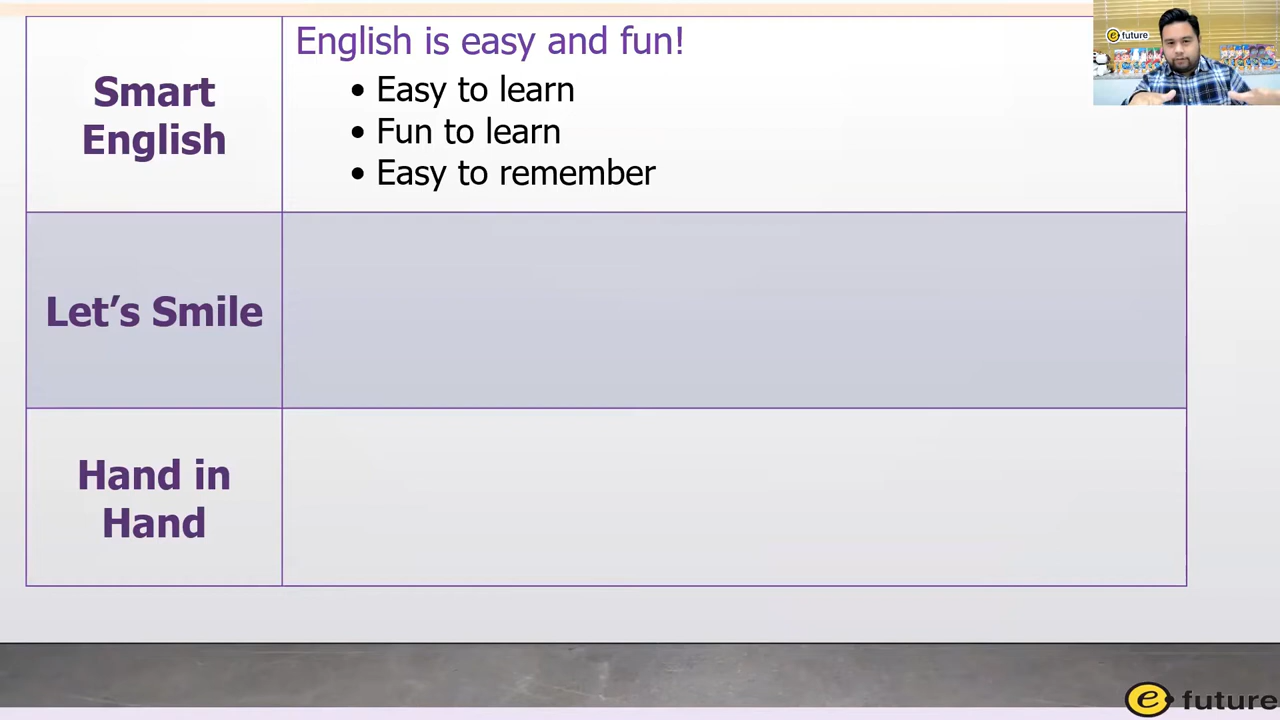 Smart
English
English is easy and fun!
• Easy to learn
• Fun to learn
• Easy to remember
Let’s Smile
Hand in
Hand
e future
e future